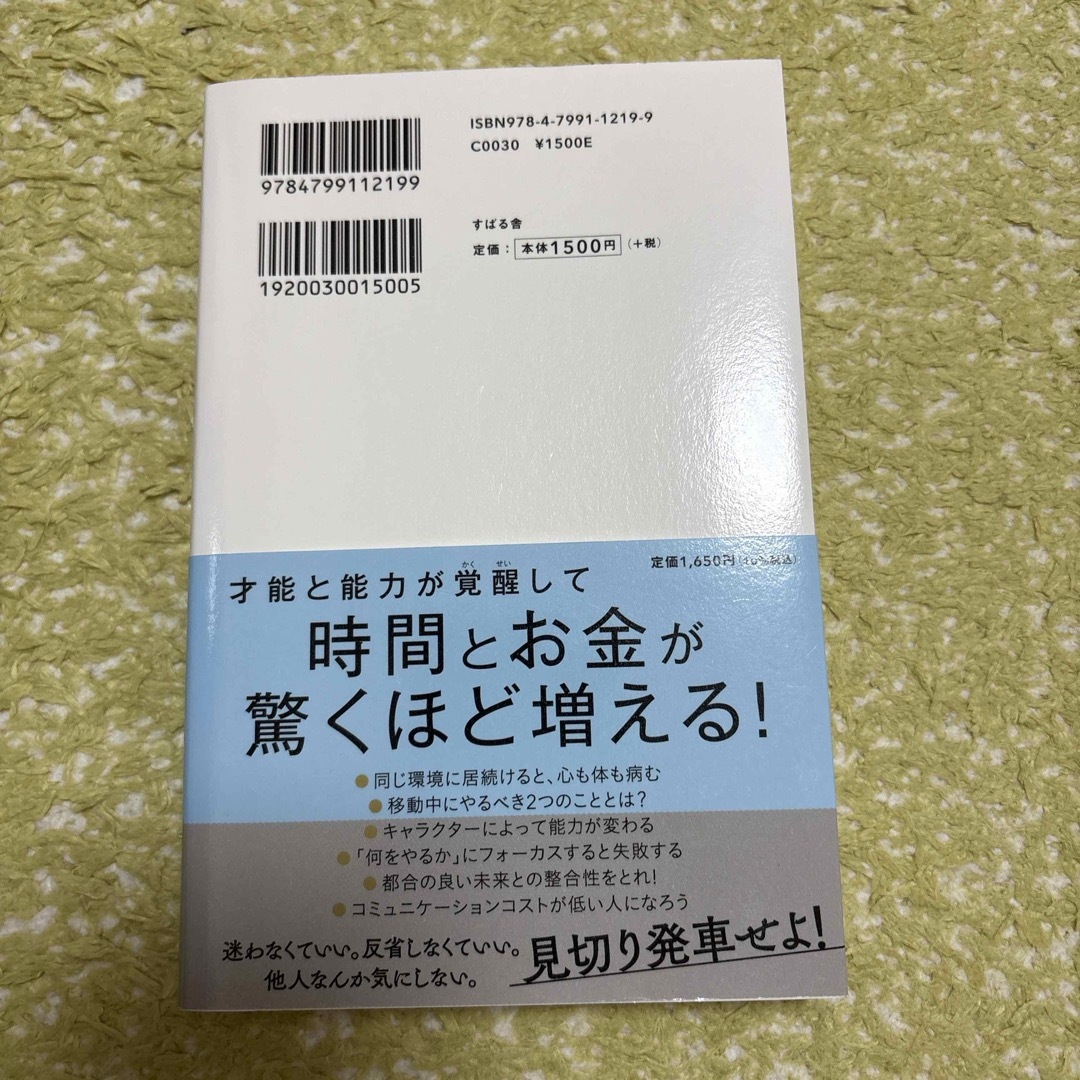 ISBN978-4-7991-1219-9
C0030 ¥1500E
9784799112199
すばる舎
定価：本体1500円（+税）
1920030015005
定価1,650円（10%税込）
才能と能力が覚醒して
かく せい
時間とお金が
驚くほど増える！
●同じ環境に居続けると、心も体も病む
●移動中にやるべき2つのこととは？
●キャラクターによって能力が変わる
●「何をやるか」にフォーカスすると失敗する
●都合の良い未来との整合性をとれ！
●コミュニケーションコストが低い人になろう
迷わなくていい。反省しなくていい。
他人なんか気にしない。
見切り発車せよ！